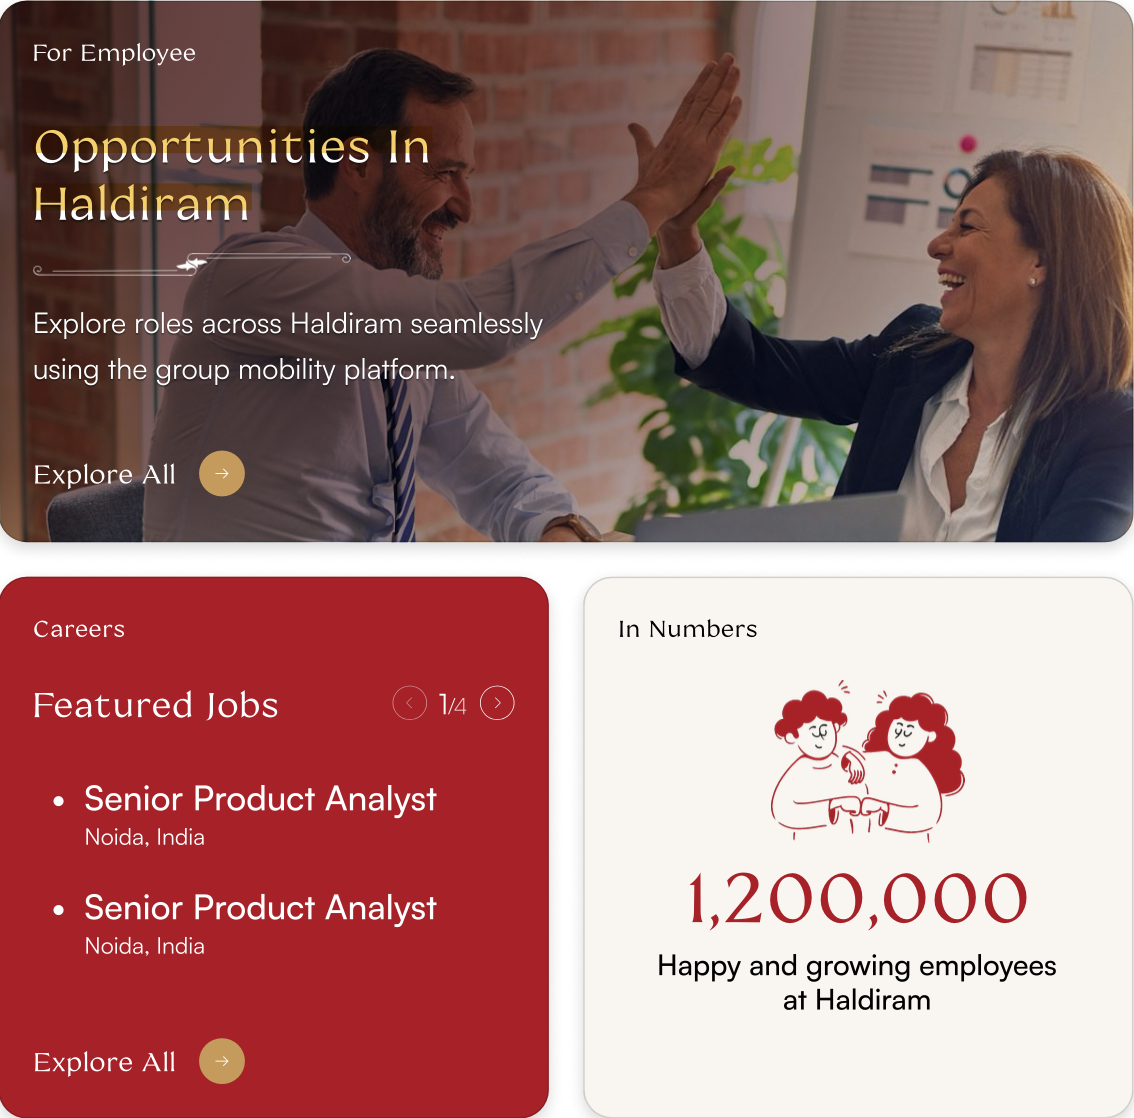 For Employee
Opportunities In
Haldiram
Explore roles across Haldiram seamlessly
using the group mobility platform.
Explore All
Careers
Featured Jobs
1/4
Senior Product Analyst
Noida, India
Senior Product Analyst
Noida, India
Explore All
In Numbers
1,200,000
Happy and growing employees
at Haldiram